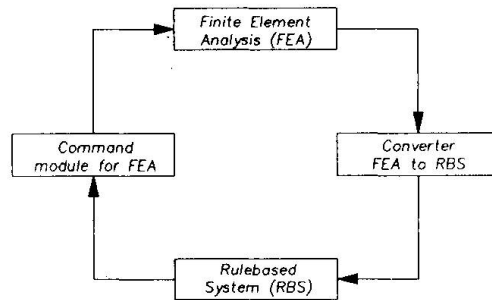 Finite Element
Analysis (FEA)
Command
module for FEA
Converter
FEA to RBS
Rulebased
System (RBS)